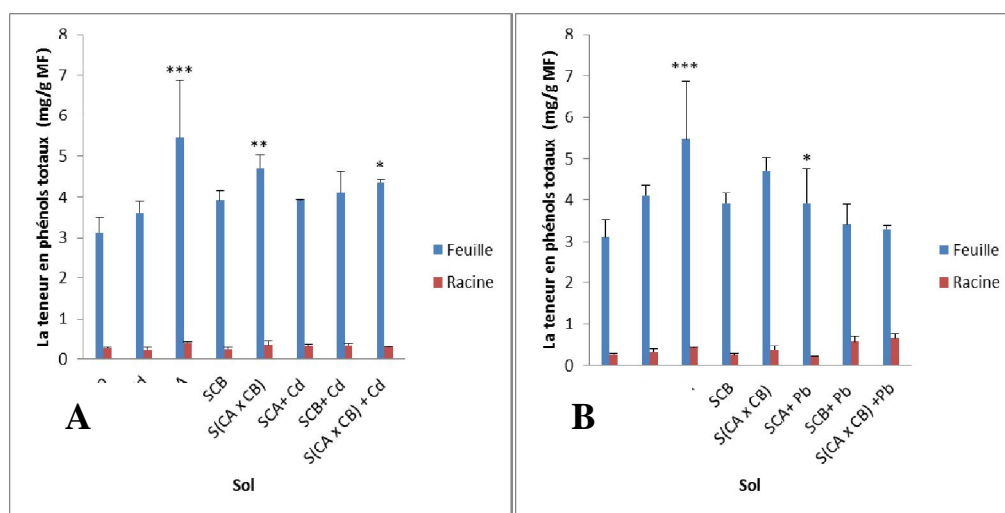 La teneur en phénols totaux (mg/g MF)
8
7
6
5
4
3
2
1
0
***
**
*
Feuille
Racine
SCB
S(CA x CB)
SCA+ Cd
SCB+ Cd
S(CA x CB) + Cd
Sol
A
La teneur en phénols totaux (mg/g MF)
8
7
6
5
4
3
2
1
0
***
*
Feuille
Racine
SCB
S(CA x CB)
SCA+ Pb
SCB+ Pb
S(CA x CB) +Pb
Sol
B